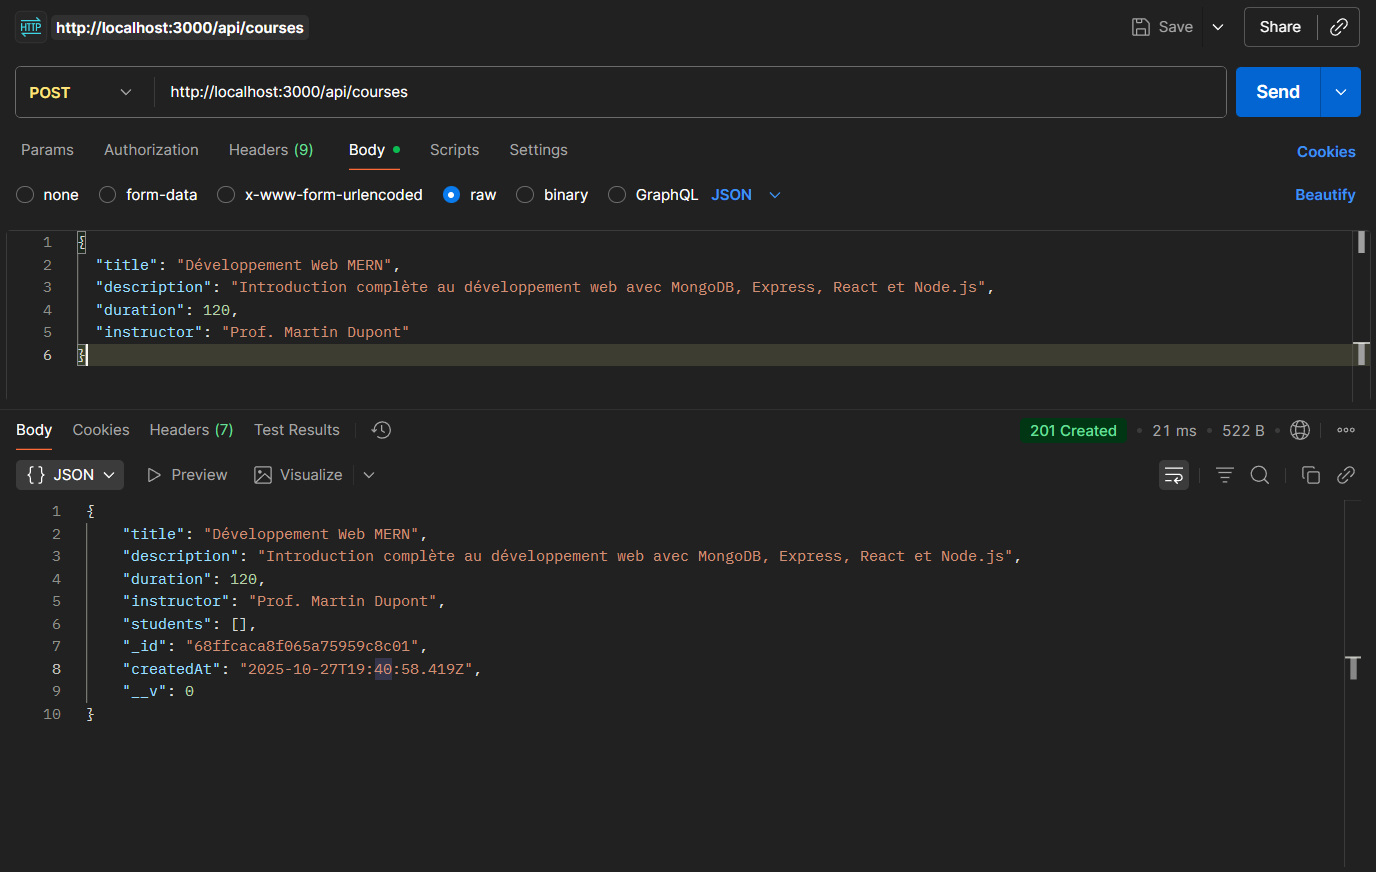 HTTP http://localhost:3000/api/courses Save Share
POST http://localhost:3000/api/courses Send
Params Authorization Headers (9) Body Scripts Settings Cookies
none form-data x-www-form-urlencoded raw binary GraphQL JSON Beautify
1 {
2 "title": "Développement Web MERN",
3 "description": "Introduction complète au développement web avec MongoDB, Express, React et Node.js",
4 "duration": 120,
5 "instructor": "Prof. Martin Dupont"
6 }
Body Cookies Headers (7) Test Results 201 Created • 21 ms • 522 B •
{} JSON Preview Visualize
1 {
2 "title": "Développement Web MERN",
3 "description": "Introduction complète au développement web avec MongoDB, Express, React et Node.js",
4 "duration": 120,
5 "instructor": "Prof. Martin Dupont",
6 "students": [],
7 "_id": "68ffcaca8f065a75959c8c01",
8 "createdAt": "2025-10-27T19:40:58.419Z",
9 "__v": 0
10 }